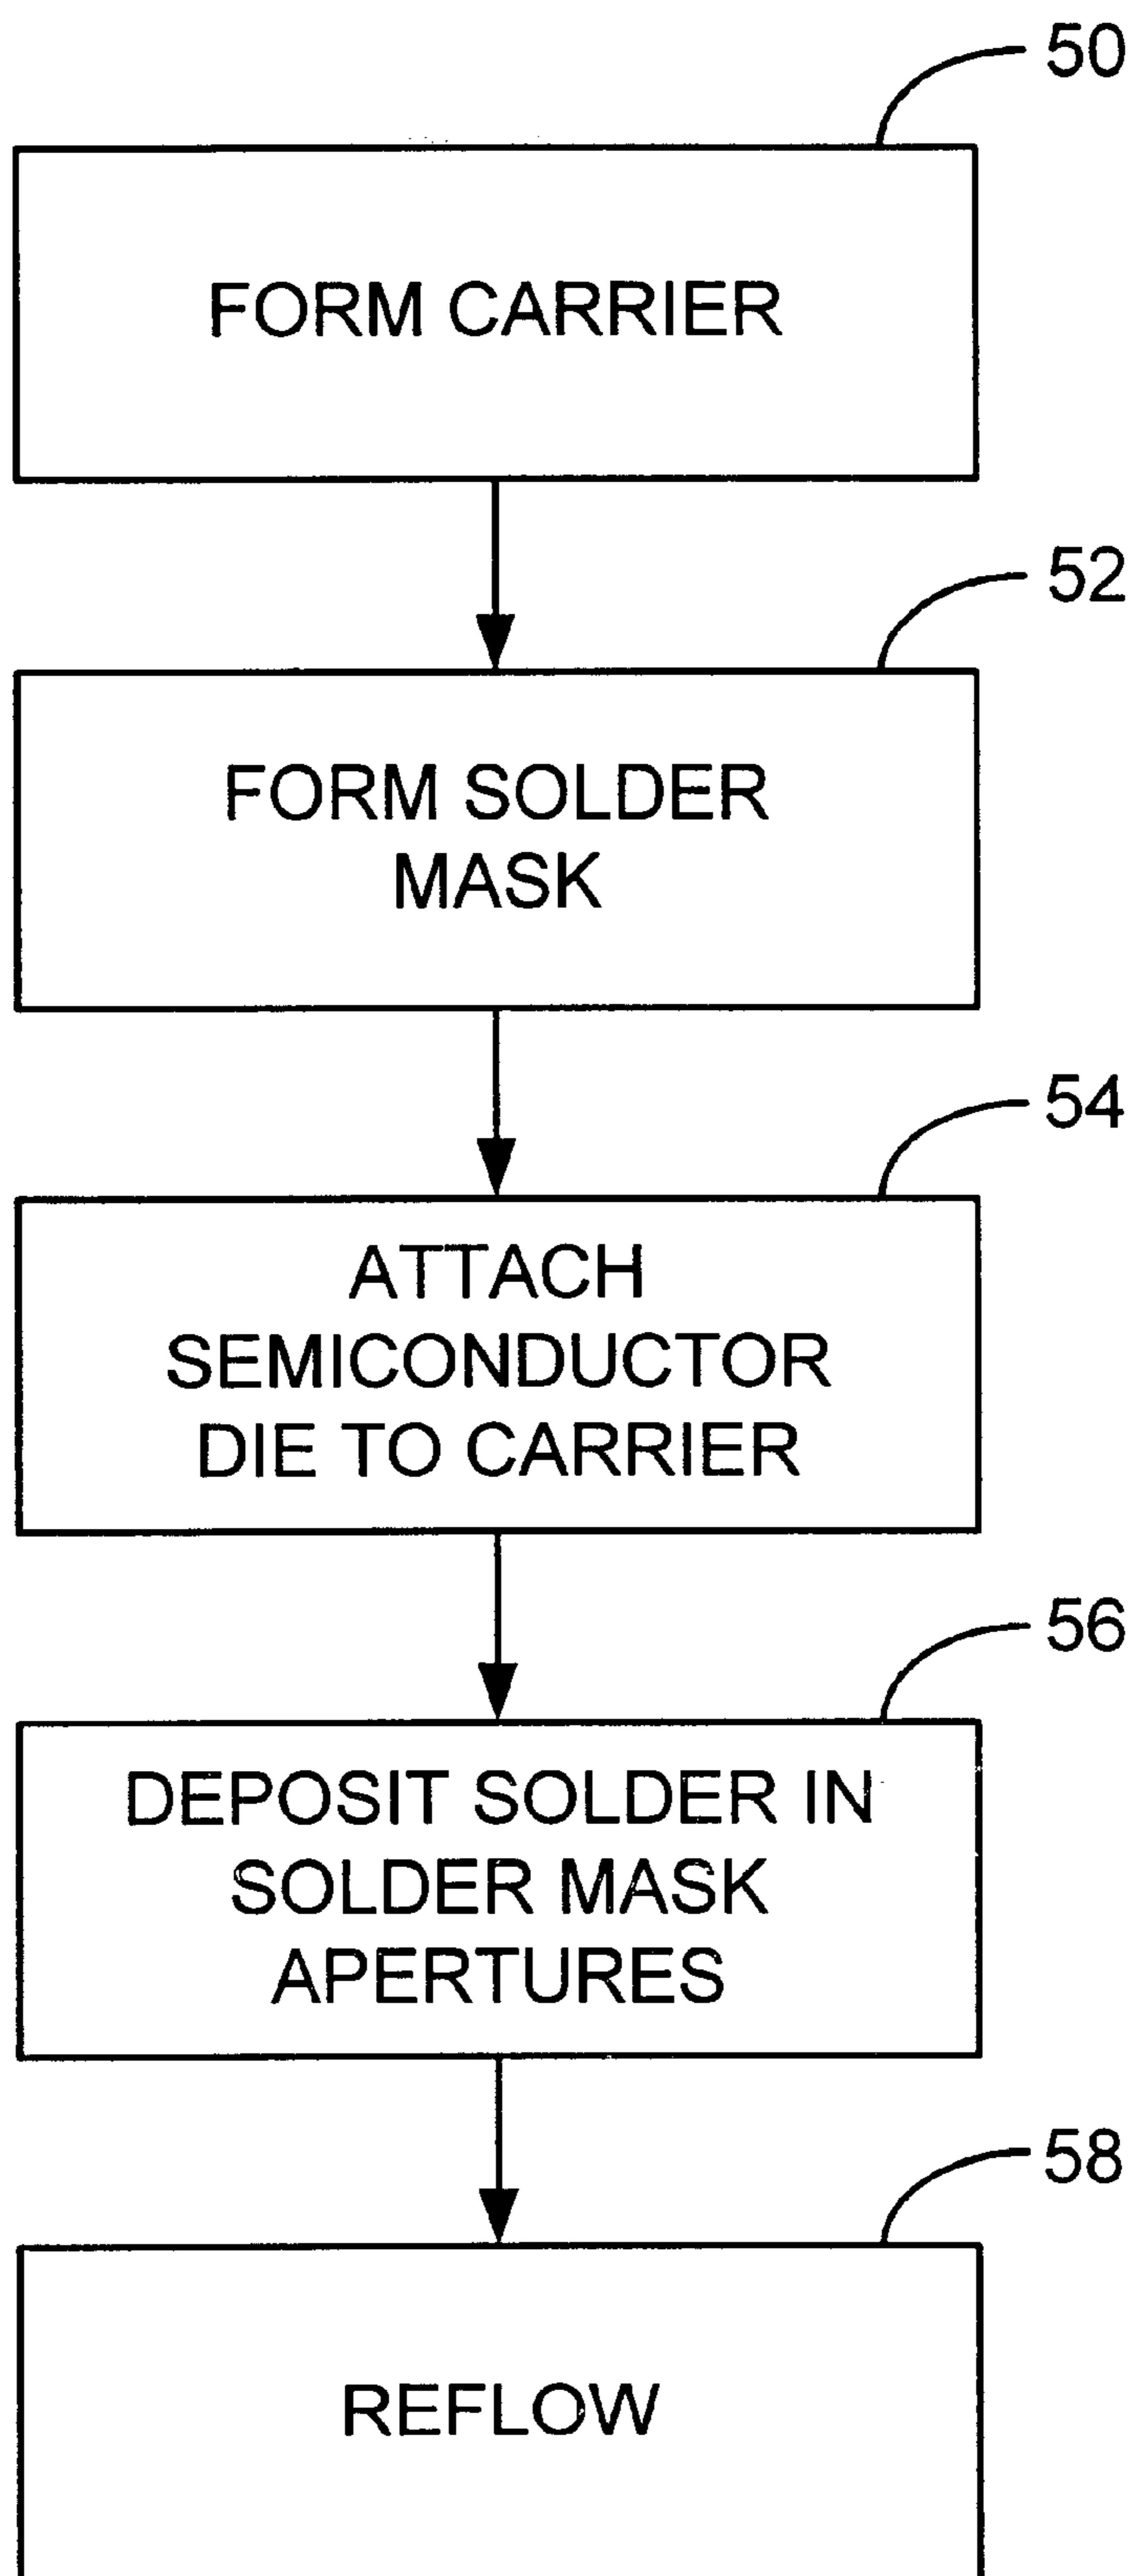 50
FORM CARRIER
52
FORM SOLDER
MASK
54
ATTACH
SEMICONDUCTOR
DIE TO CARRIER
56
DEPOSIT SOLDER IN
SOLDER MASK
APERTURES
58
REFLOW